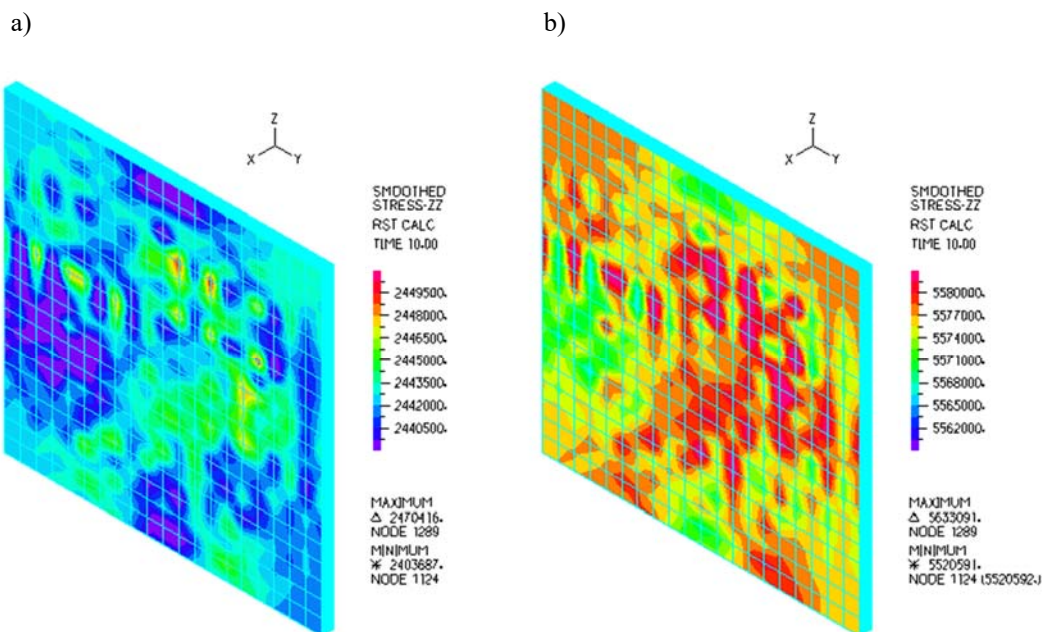 a)
b)
Z
X
Y
SMOOTHED
STRESS-ZZ
RST CALC
TIME 10.00
2449500.
2448000.
2446500.
2445000.
2443500.
2442000.
2440500.
MAXIMUM
Δ 2470416.
NODE 1289
MINIMUM
⚹ 2403687.
NODE 1124
Z
X
Y
SMOOTHED
STRESS-ZZ
RST CALC
TIME 10.00
5580000.
5577000.
5574000.
5571000.
5568000.
5565000.
5562000.
MAXIMUM
Δ 5633091.
NODE 1289
MINIMUM
⚹ 5520591.
NODE 1124 (5520592.)